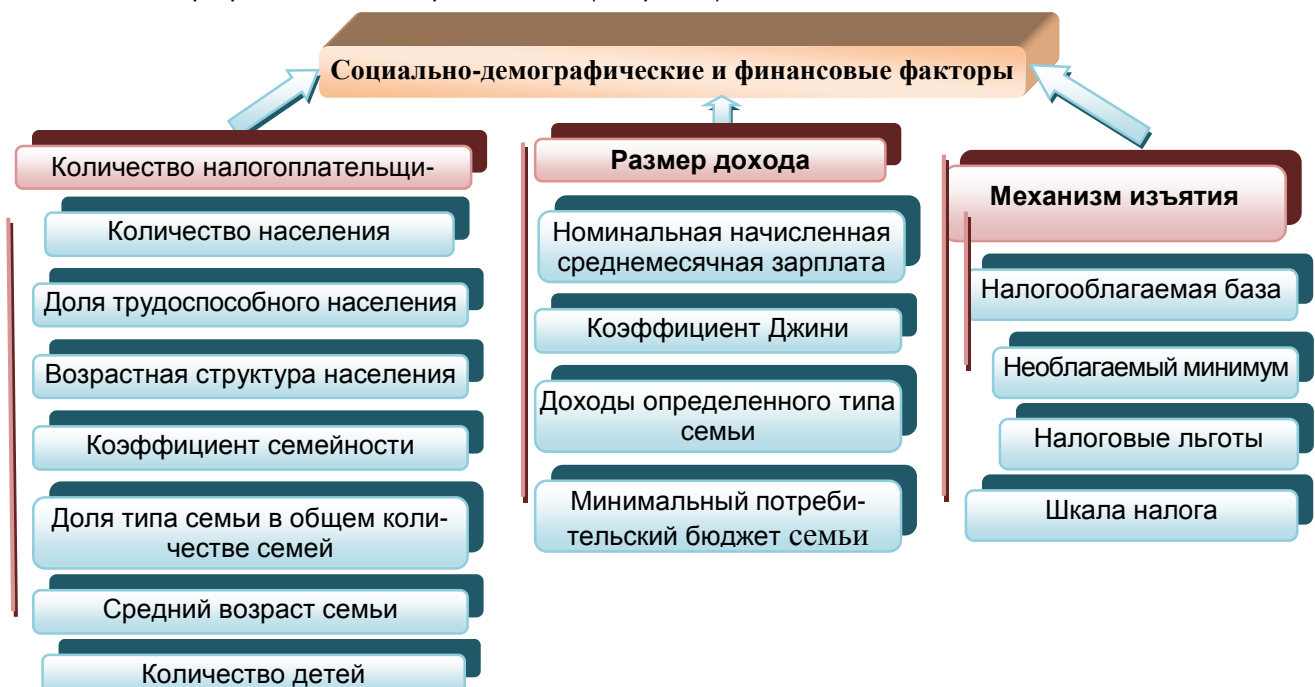 Социально-демографические и финансовые факторы
Количество налогоплательщи-
Количество населения
Доля трудоспособного населения
Возрастная структура населения
Коэффициент семейности
Доля типа семьи в общем коли-
честве семей
Средний возраст семьи
Количество детей
Размер дохода
Номинальная начисленная
среднемесячная зарплата
Коэффициент Джини
Доходы определенного типа
семьи
Минимальный потреби-
тельский бюджет семьи
Механизм изъятия
Налогооблагаемая база
Необлагаемый минимум
Налоговые льготы
Шкала налога